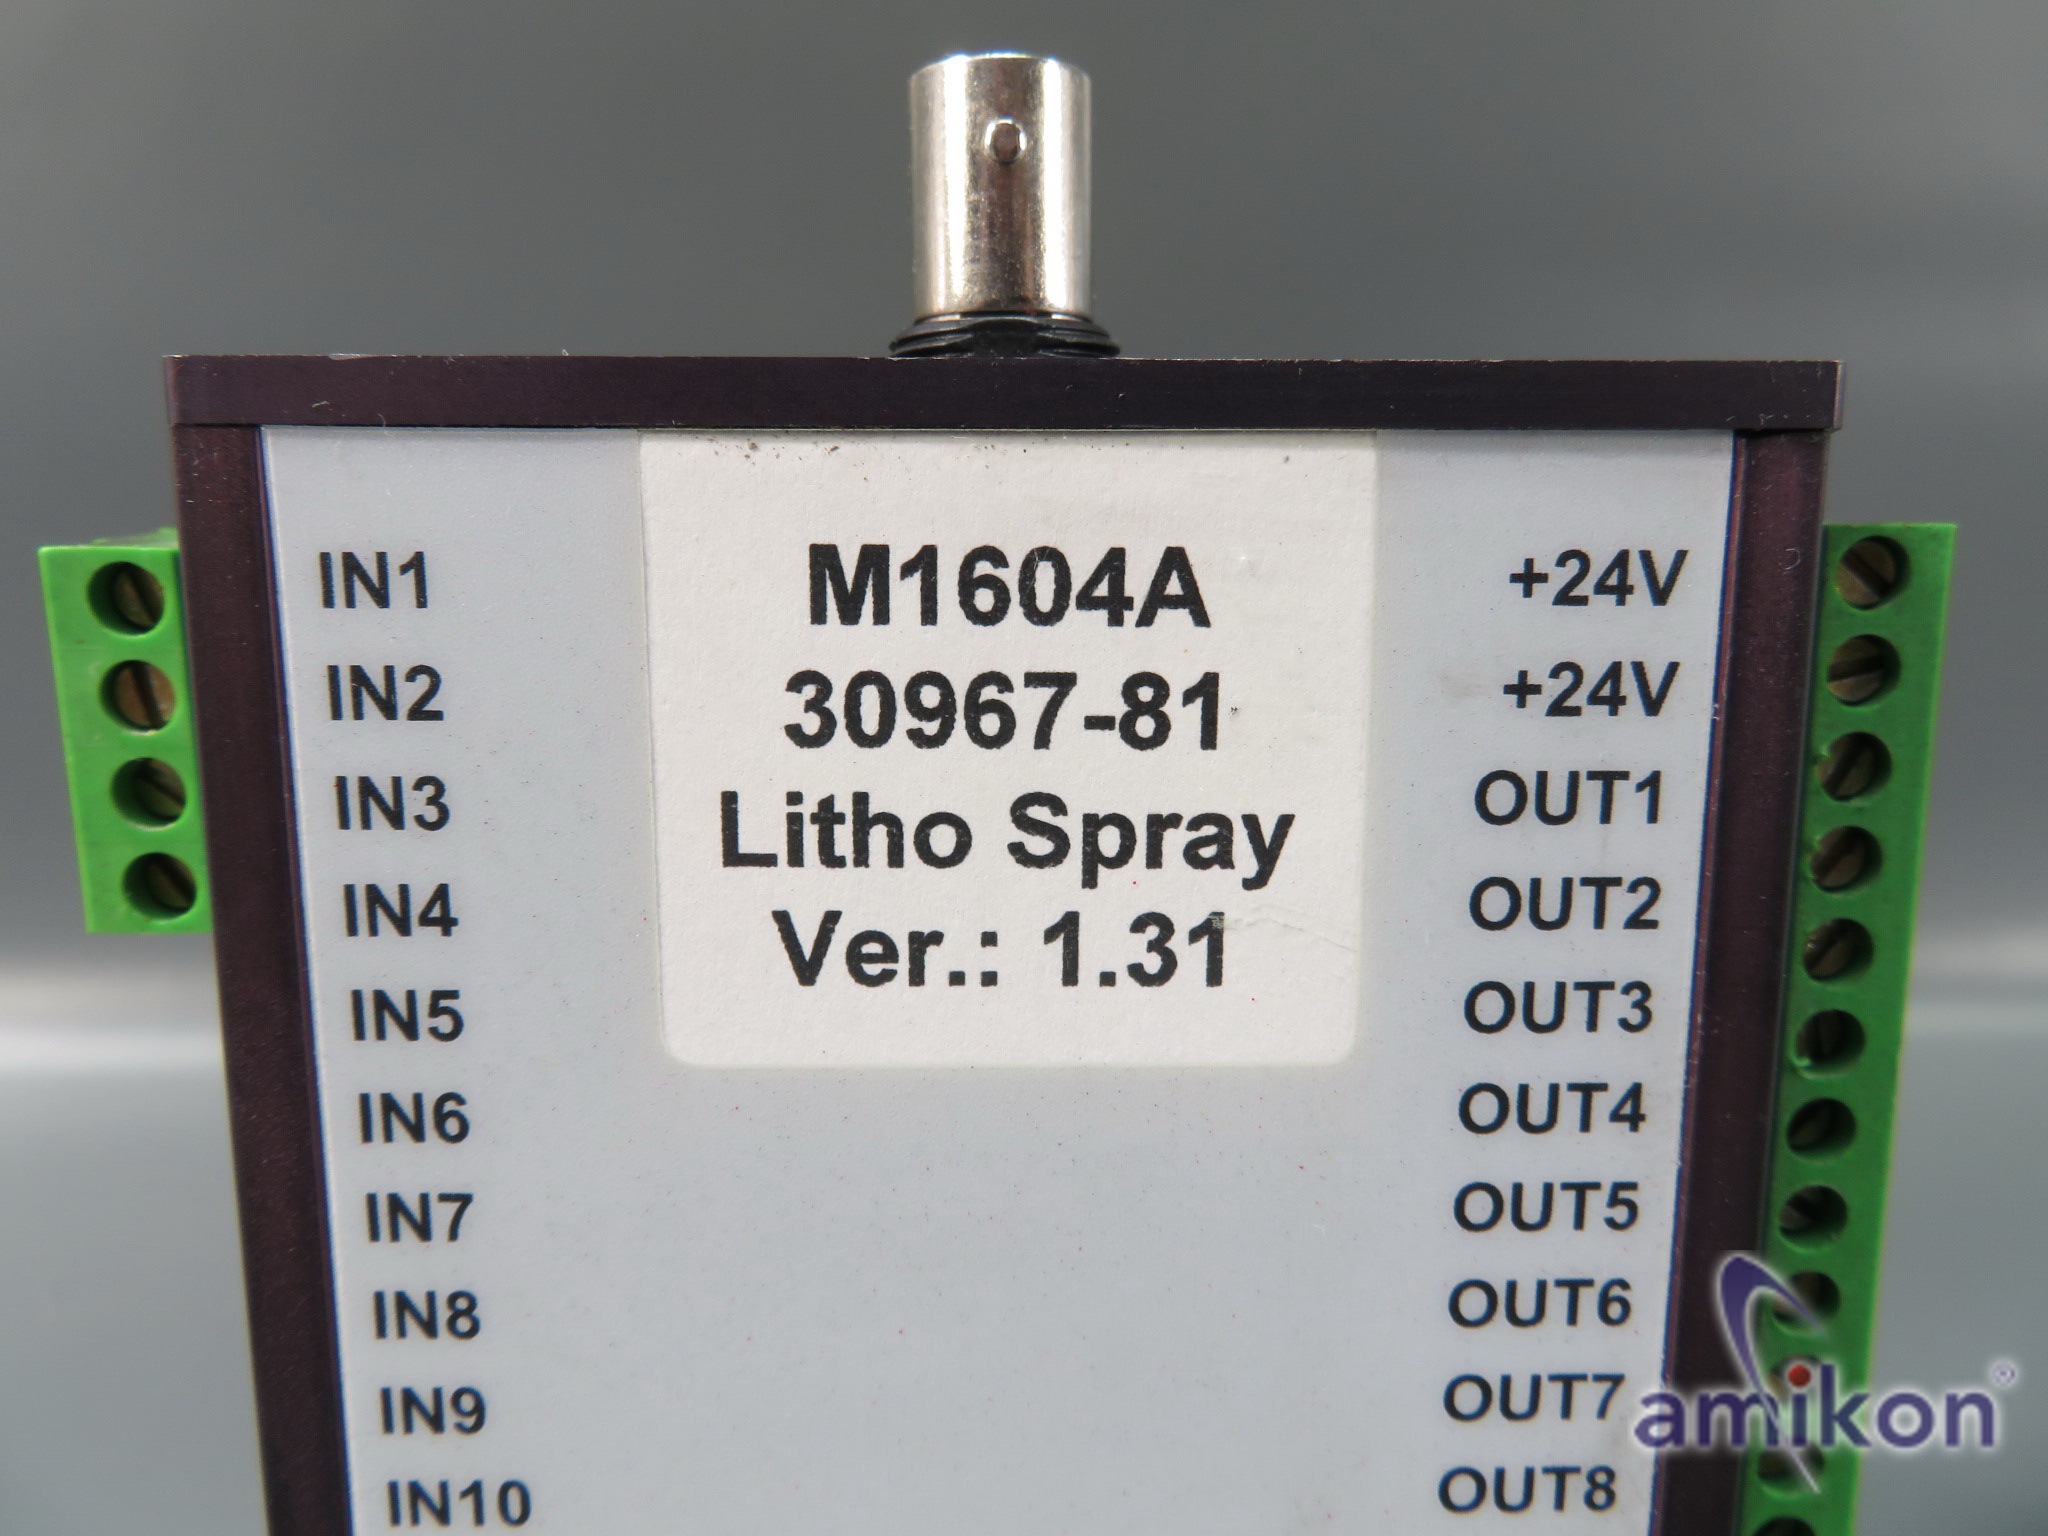 M1604A
30967-81
Litho Spray
Ver.: 1.31
IN1
IN2
IN3
IN4
IN5
IN6
IN7
IN8
IN9
IN10
+24V
+24V
OUT1
OUT2
OUT3
OUT4
OUT5
OUT6
OUT7
OUT8
amikon®